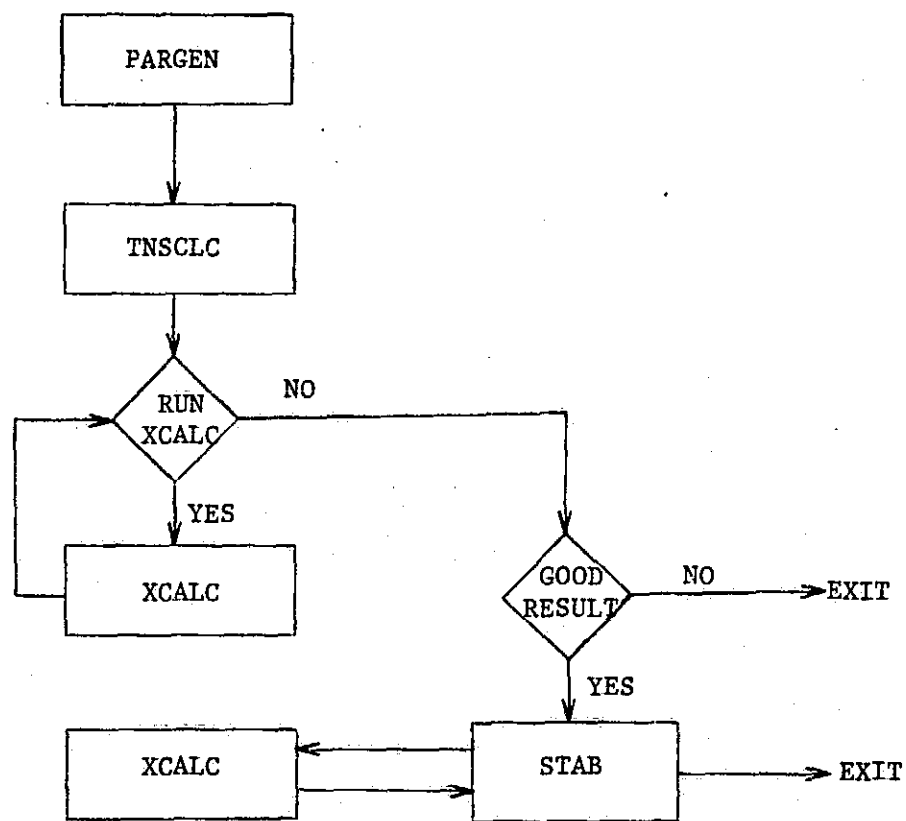 PARGEN
TNSCLC
RUN
XCALC
NO
YES
XCALC
GOOD
RESULT
NO
EXIT
YES
XCALC
STAB
EXIT